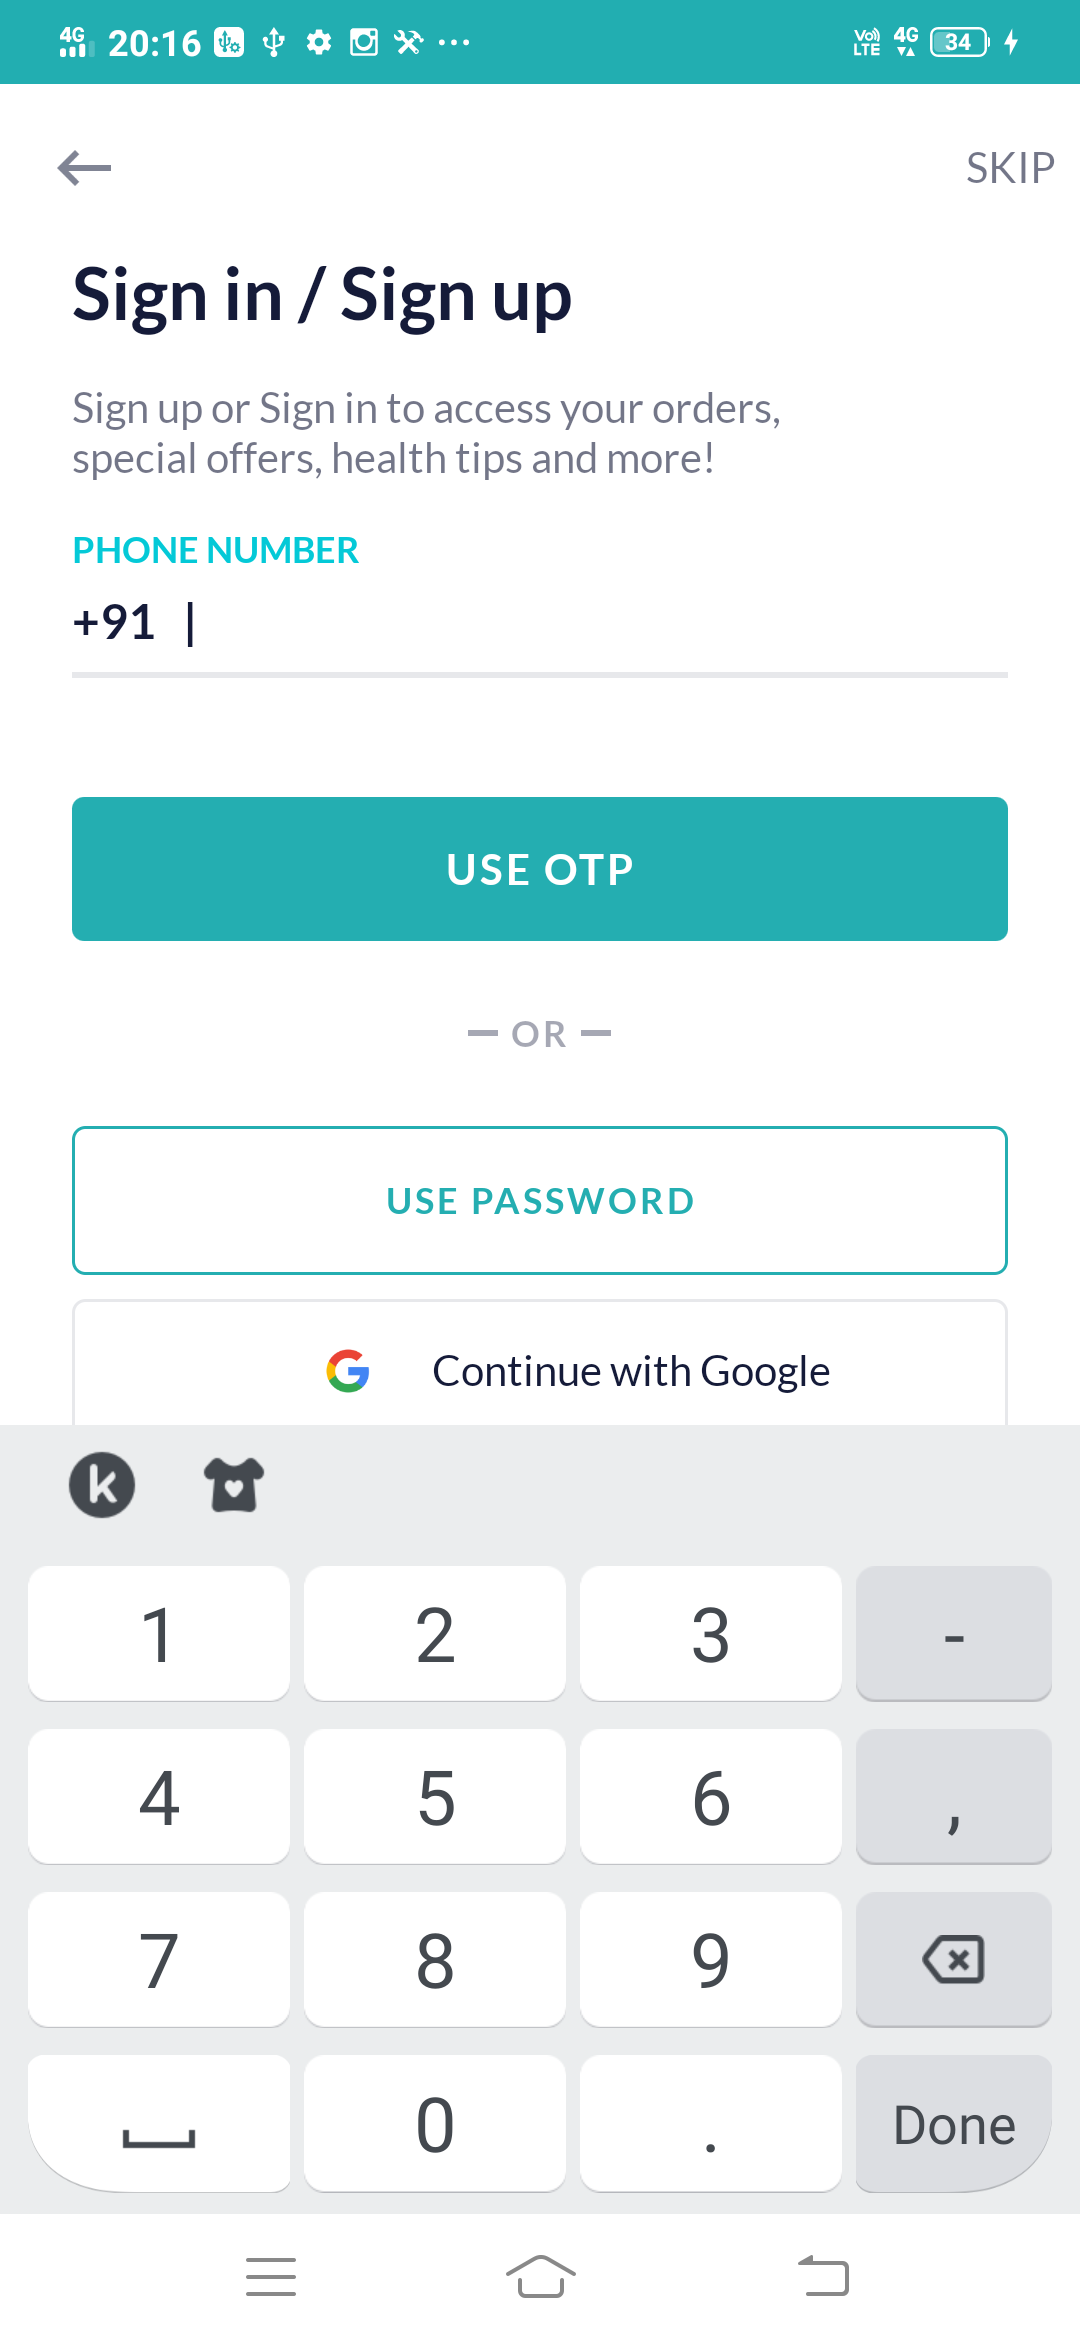 4G 20:16 VoLTE 4G 34
SKIP
Sign in / Sign up
Sign up or Sign in to access your orders,
special offers, health tips and more!
PHONE NUMBER
+91
USE OTP
OR
USE PASSWORD
Continue with Google
k
1 2 3 -
4 5 6 ,
7 8 9
0 . Done